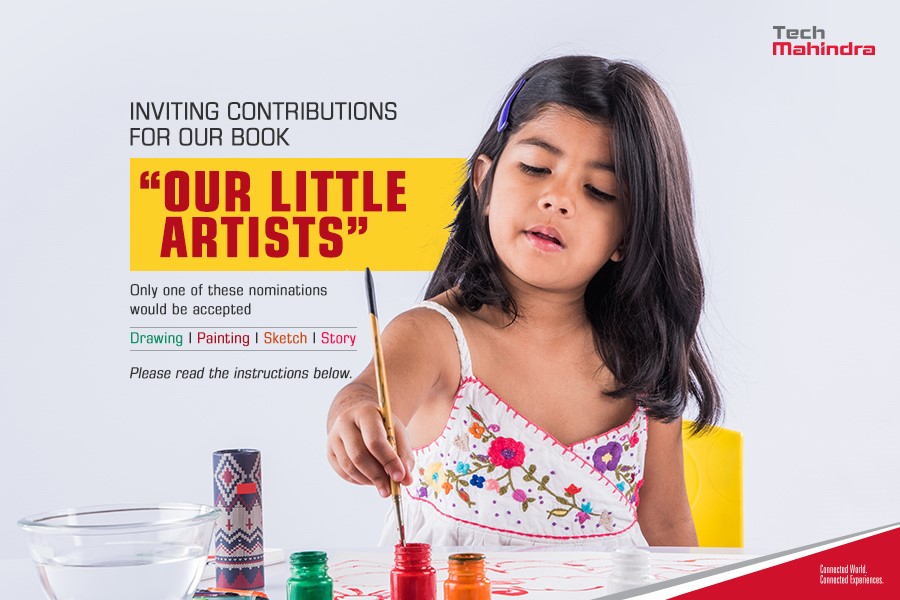 Tech
Mahindra
INVITING CONTRIBUTIONS
FOR OUR BOOK
“OUR LITTLE
ARTISTS”
Only one of these nominations
would be accepted
Drawing | Painting | Sketch | Story
Please read the instructions below.
Connected World.
Connected Experiences.